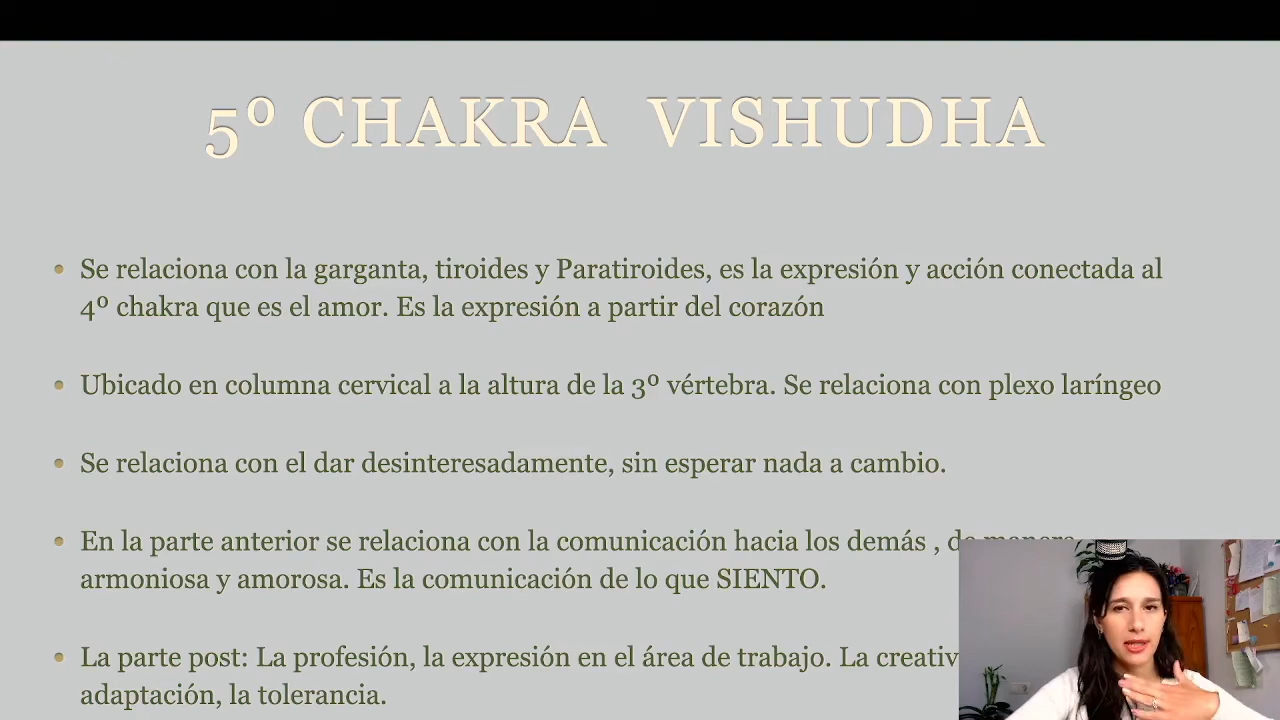 5º CHAKRA VISHUDHA
Se relaciona con la garganta, tiroides y Paratiroides, es la expresión y acción conectada al
4º chakra que es el amor. Es la expresión a partir del corazón
Ubicado en columna cervical a la altura de la 3º vértebra. Se relaciona con plexo laríngeo
Se relaciona con el dar desinteresadamente, sin esperar nada a cambio.
En la parte anterior se relaciona con la comunicación hacia los demás , de manera
armoniosa y amorosa. Es la comunicación de lo que SIENTO.
La parte post: La profesión, la expresión en el área de trabajo. La
adaptación, la tolerancia.